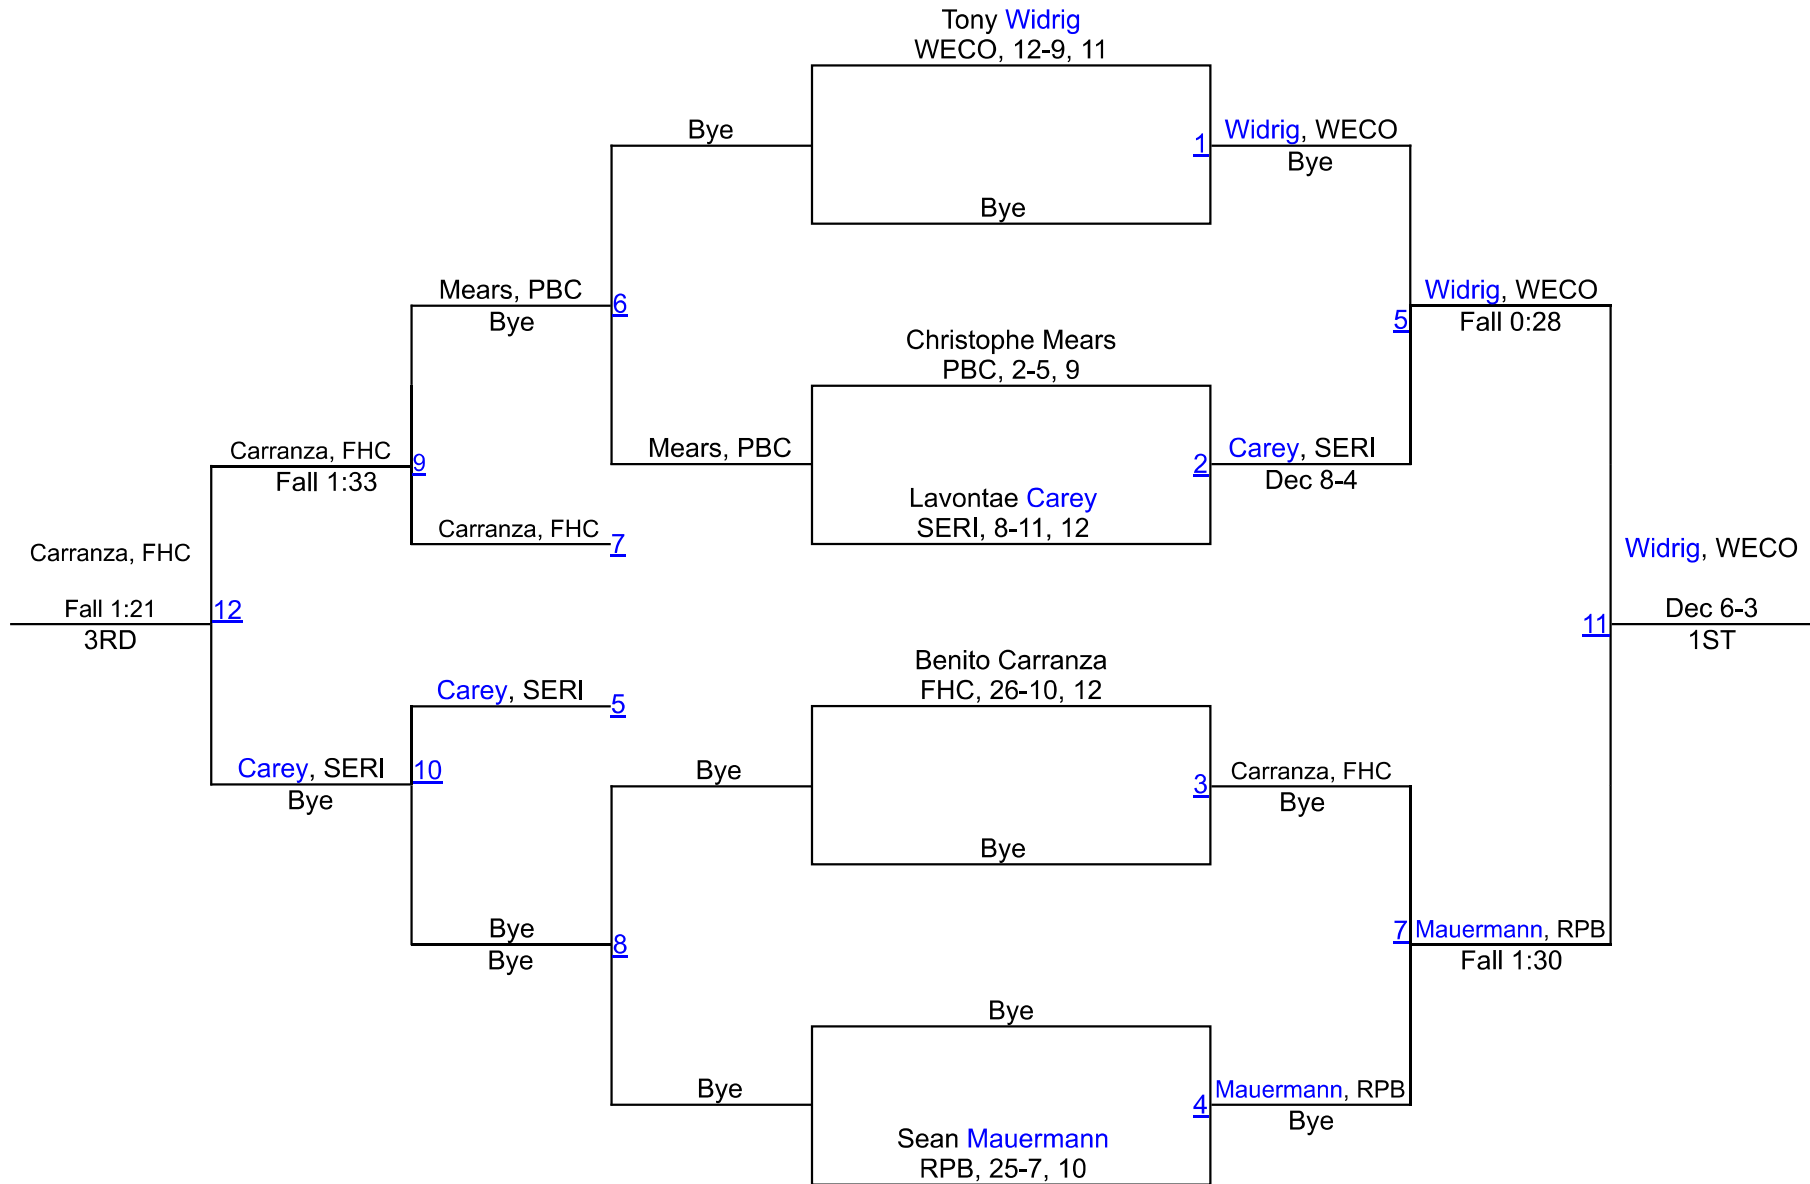 Tony Widrig
WECO, 12-9, 11
Bye
1
Widrig, WECO
Bye
Bye
Mears, PBC
Bye
6
Widrig, WECO
Fall 0:28
5
Christophe Mears
PBC, 2-5, 9
Carranza, FHC
Fall 1:33
9
Mears, PBC
2
Carey, SERI
Dec 8-4
Lavontae Carey
SERI, 8-11, 12
Carranza, FHC
7
Carranza, FHC
Fall 1:21
3RD
12
Widrig, WECO
Dec 6-3
1ST
11
Benito Carranza
FHC, 26-10, 12
Carey, SERI
5
Carey, SERI
Bye
10
Bye
3
Carranza, FHC
Bye
Bye
Bye
Bye
8
7
Mauermann, RPB
Fall 1:30
Bye
Bye
4
Mauermann, RPB
Bye
Sean Mauermann
RPB, 25-7, 10